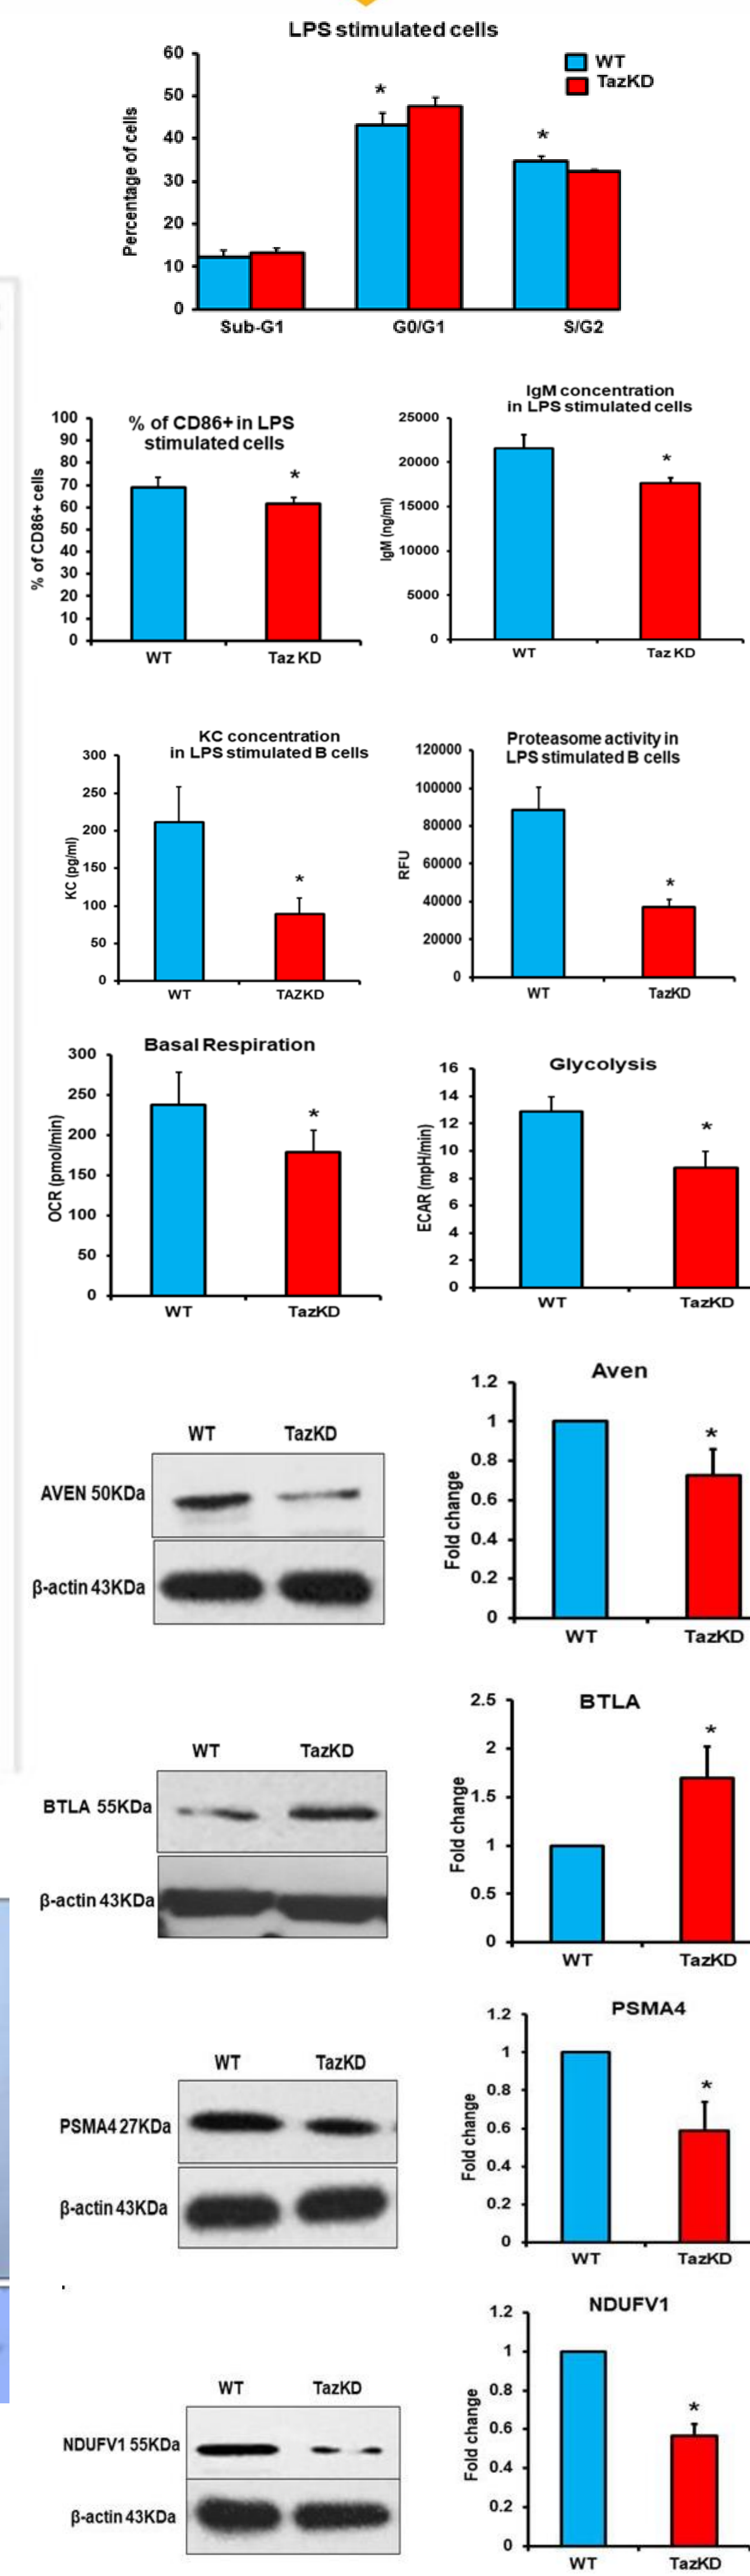 LPS stimulated cells
WT
TazKD
Percentage of cells
60
50
40
30
20
10
0
Sub-G1 G0/G1 S/G2
* *
% of CD86+ in LPS
stimulated cells
% of CD86+ cells
100
90
80
70
60
50
40
30
20
10
0
*
WT Taz KD
IgM concentration
in LPS stimulated cells
IgM (ng/ml)
25000
20000
15000
10000
5000
0
*
WT Taz KD
KC concentration
in LPS stimulated B cells
KC (pg/ml)
300
250
200
150
100
50
0
*
WT TAZKD
Proteasome activity in
LPS stimulated B cells
RFU
120000
100000
80000
60000
40000
20000
0
*
WT TazKD
Basal Respiration
OCR (pmol/min)
300
250
200
150
100
50
0
*
WT TazKD
Glycolysis
ECAR (mpH/min)
16
14
12
10
8
6
4
2
0
*
WT TazKD
WT TazKD
AVEN 50KDa
β-actin 43KDa
Aven
Fold change
1.2
1
0.8
0.6
0.4
0.2
0
*
WT TazKD
WT TazKD
BTLA 55KDa
β-actin 43KDa
BTLA
Fold change
2.5
2
1.5
1
0.5
0
*
WT TazKD
WT TazKD
PSMA4 27KDa
β-actin 43KDa
PSMA4
Fold change
1.2
1
0.8
0.6
0.4
0.2
0
*
WT TazKD
WT TazKD
NDUFV1 55KDa
β-actin 43KDa
NDUFV1
Fold change
1.2
1
0.8
0.6
0.4
0.2
0
*
WT TazKD